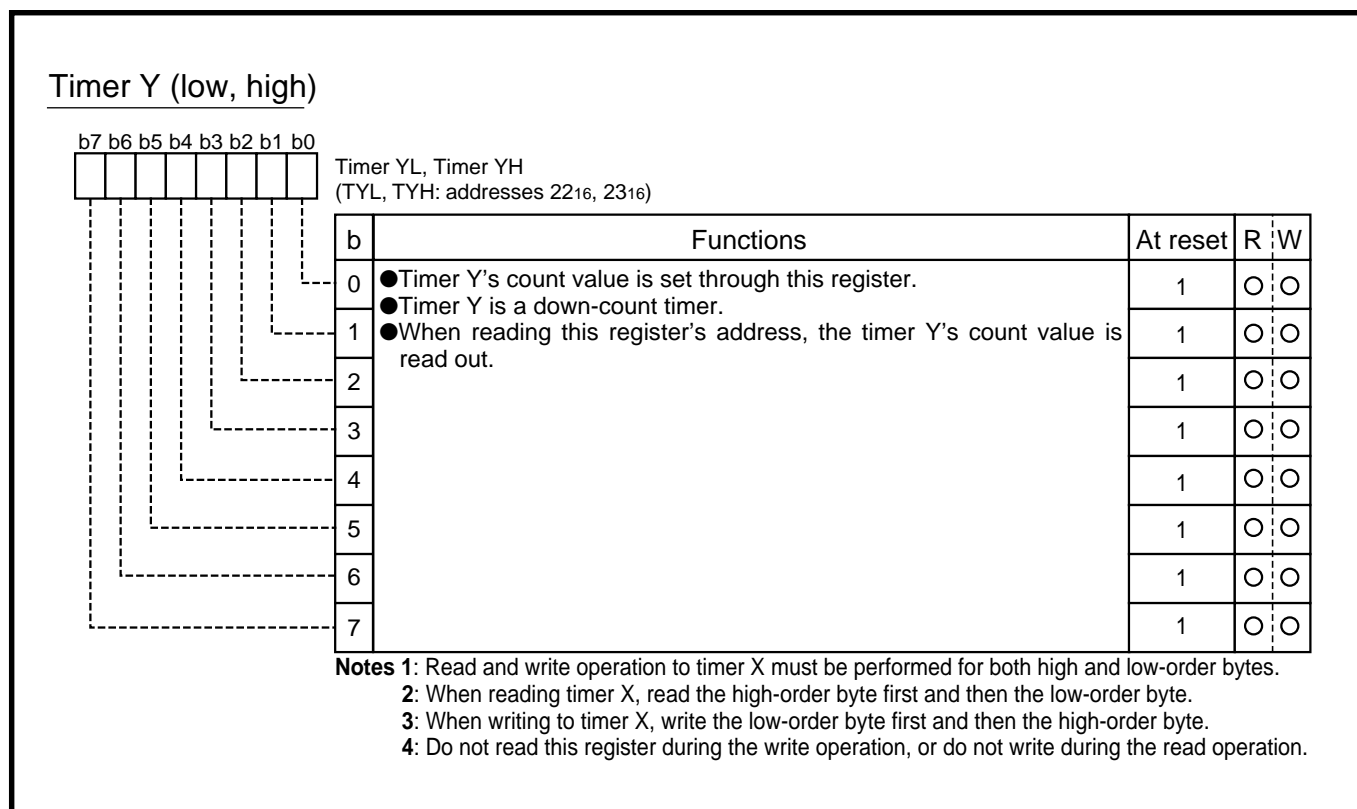 Timer Y (low, high)
b7 b6 b5 b4 b3 b2 b1 b0
Timer YL, Timer YH
(TYL, TYH: addresses 2216, 2316)
b Functions At reset R W
0 ●Timer Y’s count value is set through this register. 1 ○ ○
●Timer Y is a down-count timer.
1 ●When reading this register’s address, the timer Y’s count value is 1 ○ ○
read out.
2 1 ○ ○
3 1 ○ ○
4 1 ○ ○
5 1 ○ ○
6 1 ○ ○
7 1 ○ ○
Notes 1: Read and write operation to timer X must be performed for both high and low-order bytes.
2: When reading timer X, read the high-order byte first and then the low-order byte.
3: When writing to timer X, write the low-order byte first and then the high-order byte.
4: Do not read this register during the write operation, or do not write during the read operation.